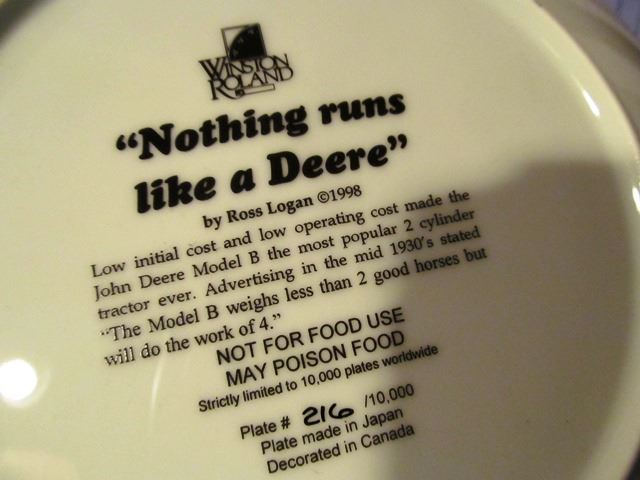 WINSTON
ROLAND
“Nothing runs
like a Deere”
by Ross Logan ©1998
Low initial cost and low operating cost made the
John Deere Model B the most popular 2 cylinder
tractor ever. Advertising in the mid 1930's stated
“The Model B weighs less than 2 good horses but
will do the work of 4.”
NOT FOR FOOD USE
MAY POISON FOOD
Strictly limited to 10,000 plates worldwide
Plate # 216 /10,000
Plate made in Japan
Decorated in Canada